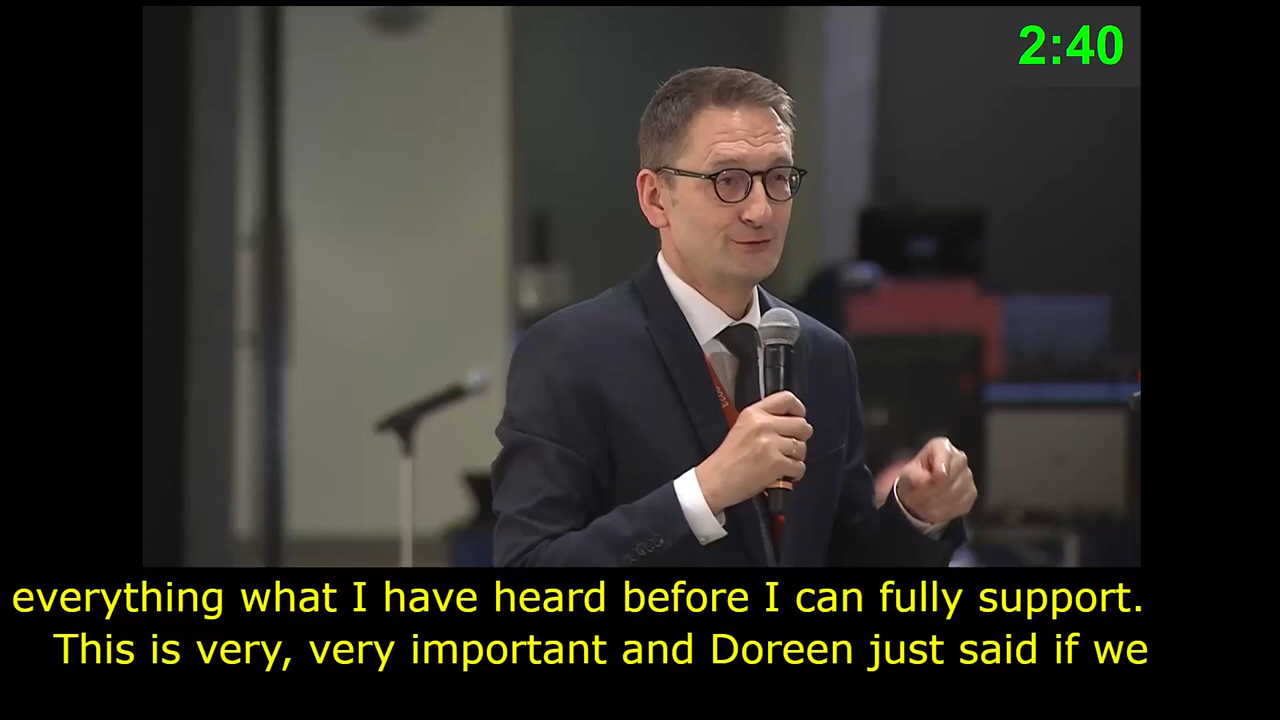 2:40
everything what I have heard before I can fully support.
This is very, very important and Doreen just said if we